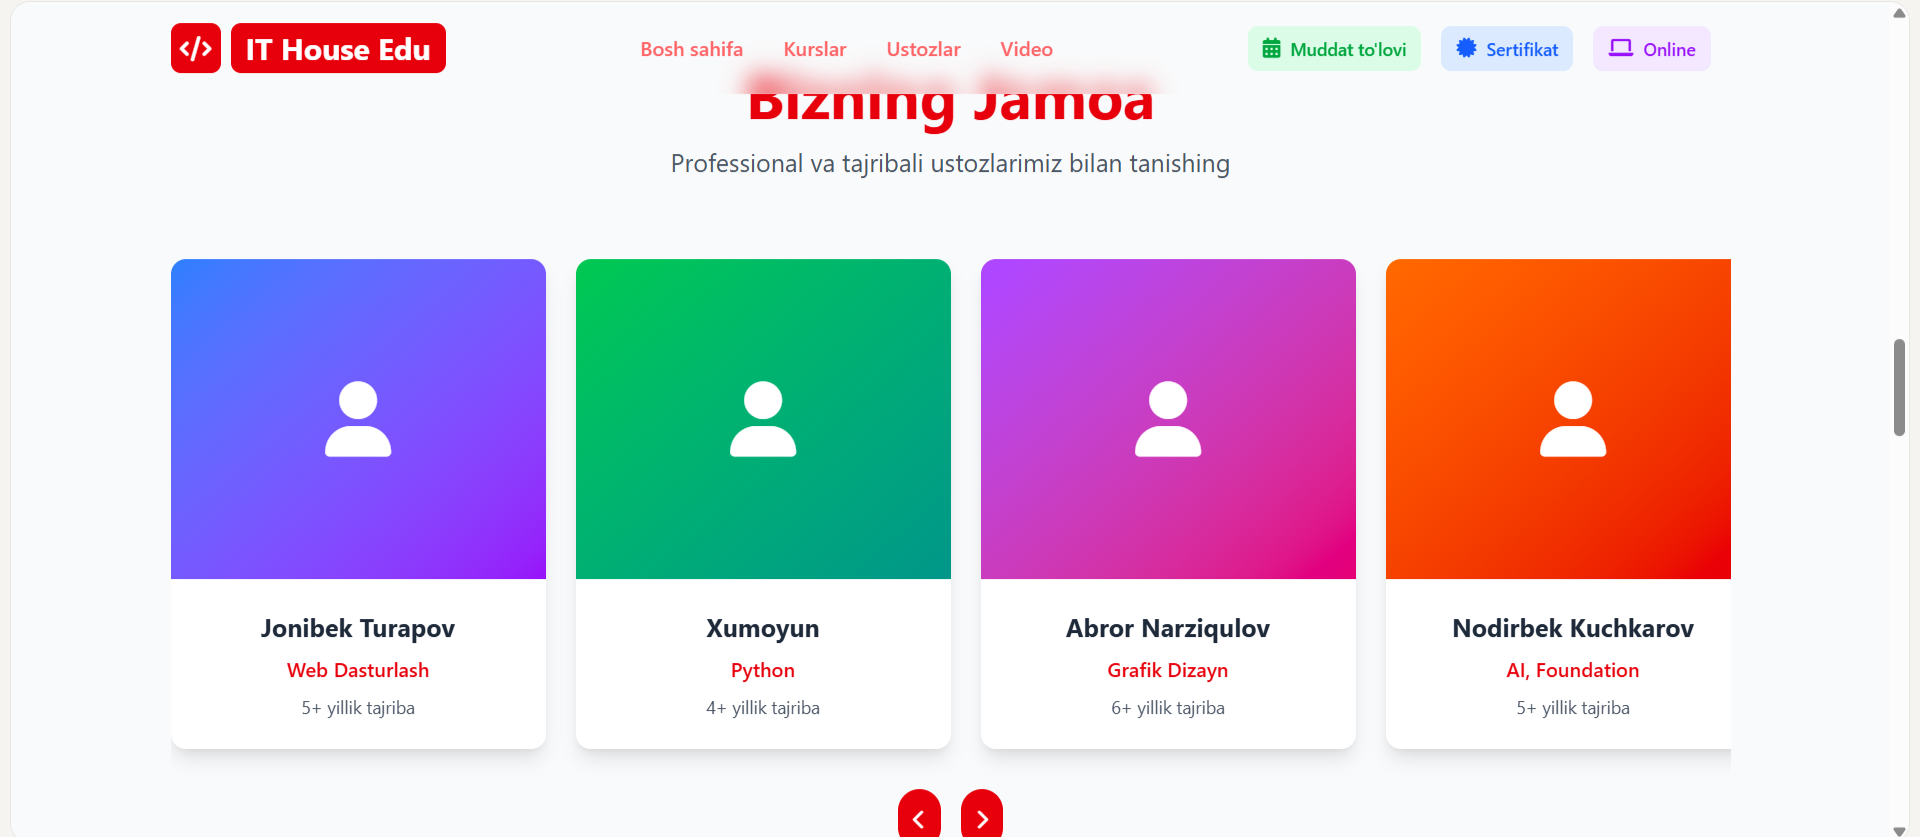 IT House Edu
Bosh sahifa Kurslar Ustozlar Video
Muddat to'lovi Sertifikat Online
Bizning Jamoa
Professional va tajribali ustozlarimiz bilan tanishing
Jonibek Turapov
Web Dasturlash
5+ yillik tajriba
Xumoyun
Python
4+ yillik tajriba
Abror Narziqulov
Grafik Dizayn
6+ yillik tajriba
Nodirbek Kuchkarov
AI, Foundation
5+ yillik tajriba